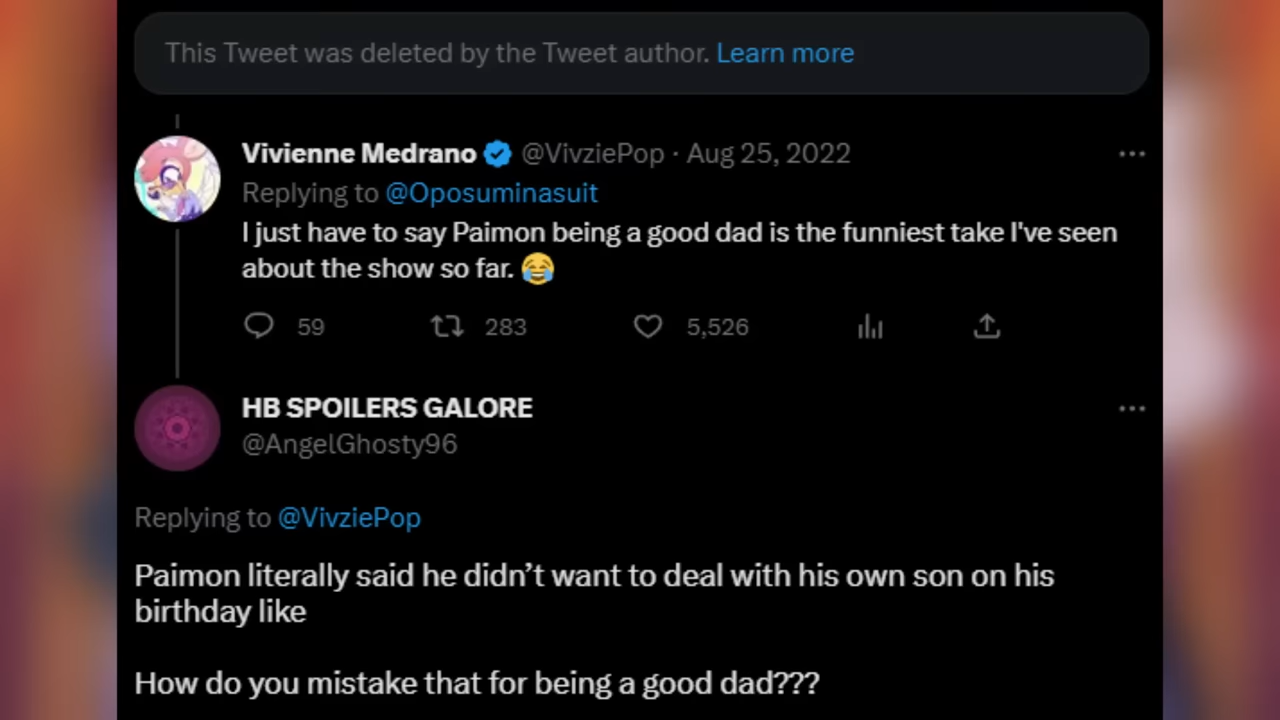 This Tweet was deleted by the Tweet author. Learn more
Vivienne Medrano @VivziePop · Aug 25, 2022
Replying to @Oposuminasuit
I just have to say Paimon being a good dad is the funniest take I've seen
about the show so far. 😂
59 283 5,526
HB SPOILERS GALORE
@AngelGhosty96
Replying to @VivziePop
Paimon literally said he didn’t want to deal with his own son on his
birthday like
How do you mistake that for being a good dad???